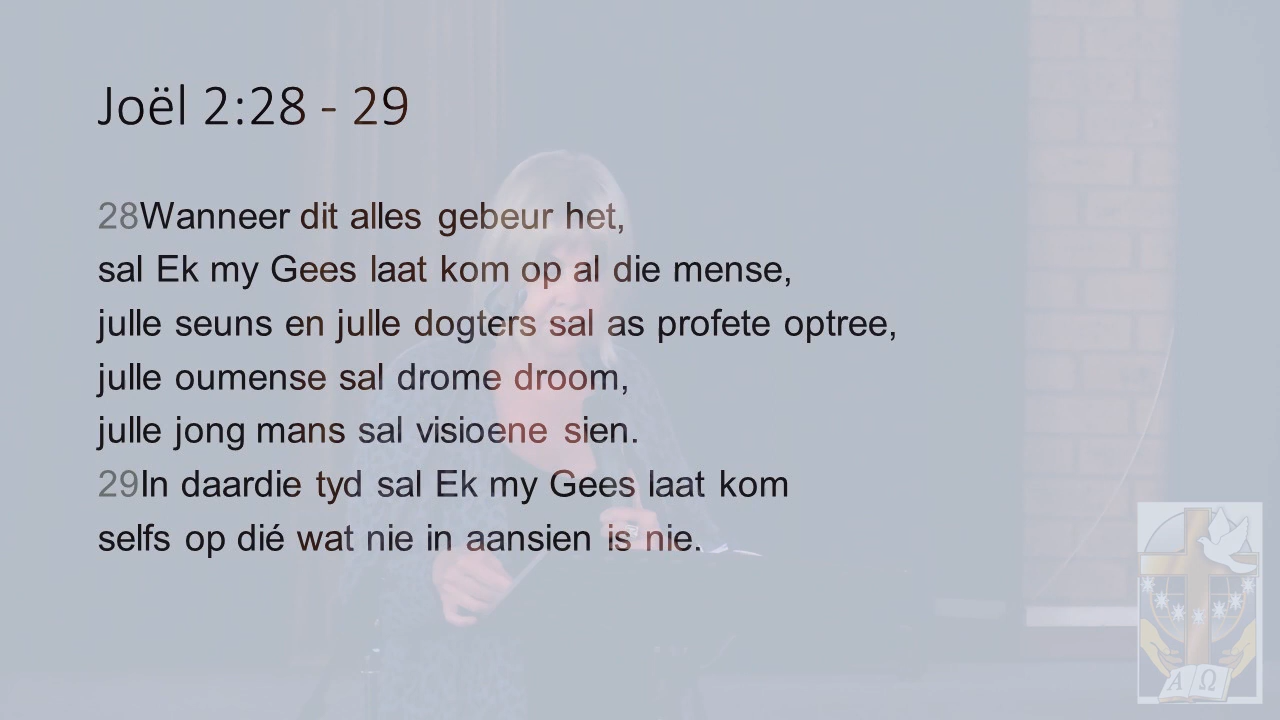 Joël 2:28 - 29
28Wanneer dit alles gebeur het,
sal Ek my Gees laat kom op al die mense,
julle seuns en julle dogters sal as profete optree,
julle oumense sal drome droom,
julle jong mans sal visioene sien.
29In daardie tyd sal Ek my Gees laat kom
selfs op dié wat nie in aansien is nie.
Α Ω